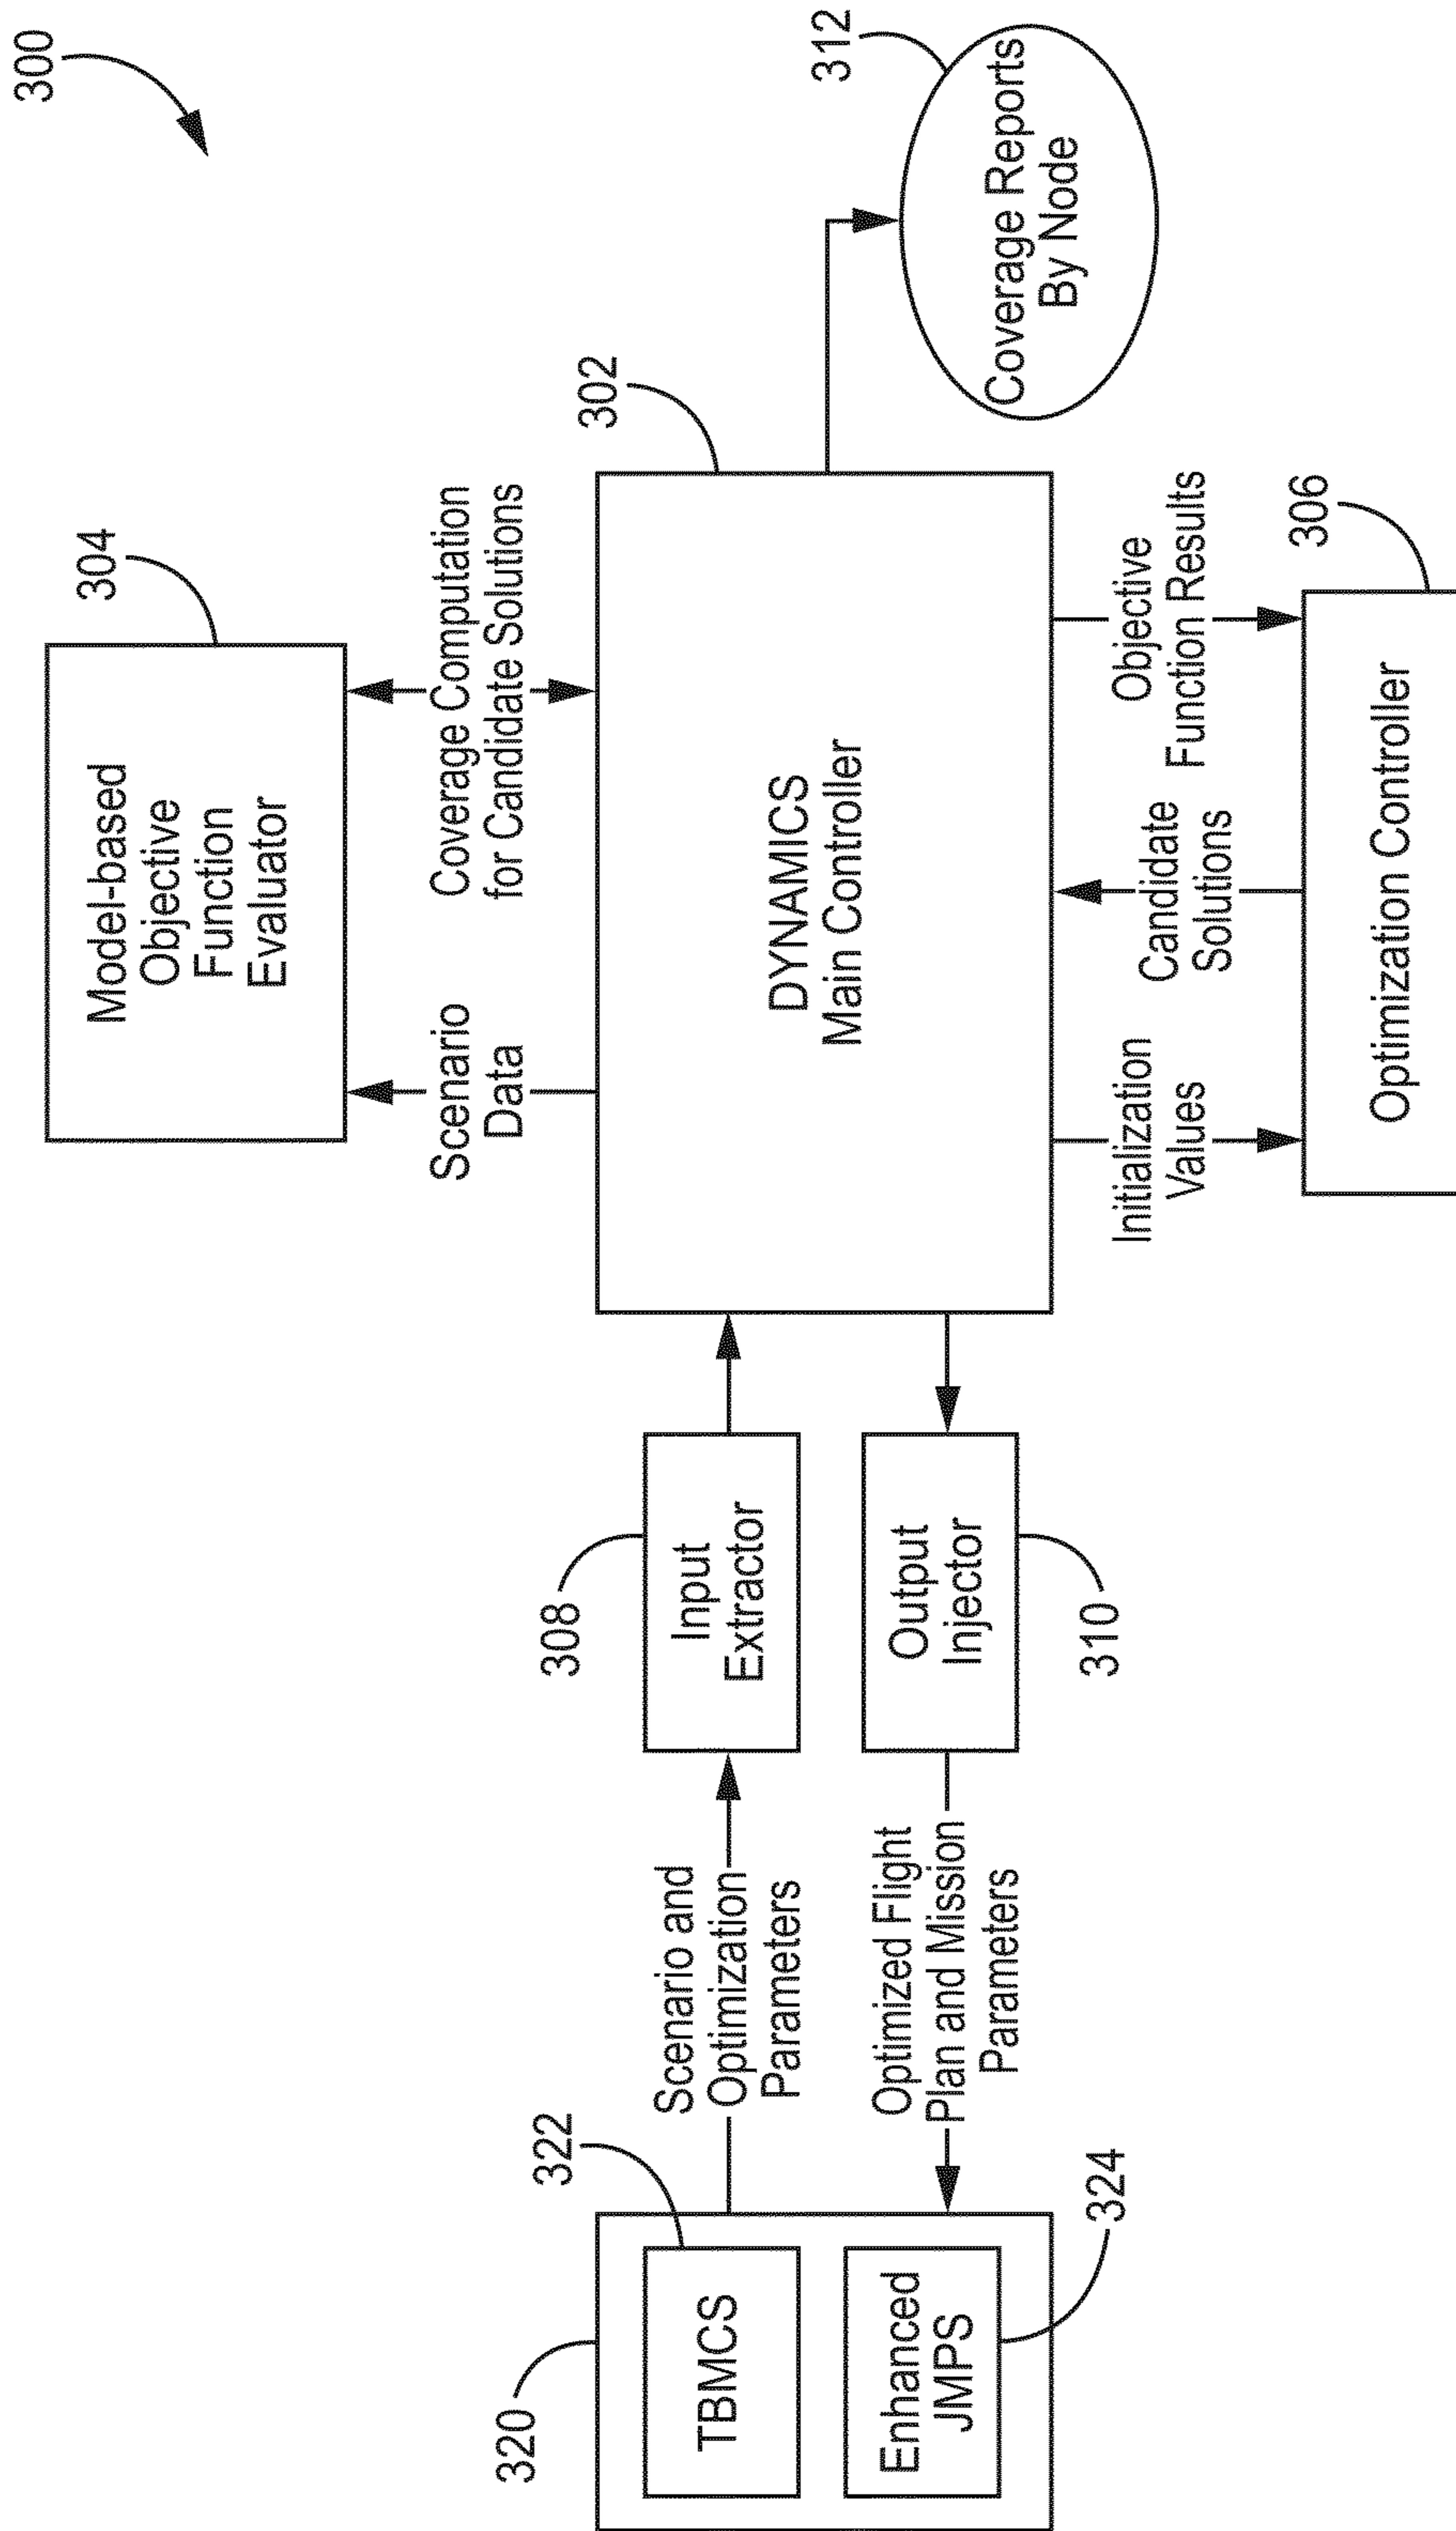 300
304
Model-based
Objective
Function
Evaluator
Scenario
Data
Coverage Computation
for Candidate Solutions
302
312
320
322
TBMCS
Scenario and
Optimization
Parameters
308
Input
Extractor
DYNAMICS
Main Controller
Coverage Reports
By Node
Enhanced
JMPS
324
Optimized Flight
Plan and Mission
Parameters
Output
Injector
310
Initialization
Values
Candidate
Solutions
Objective
Function Results
306
Optimization Controller